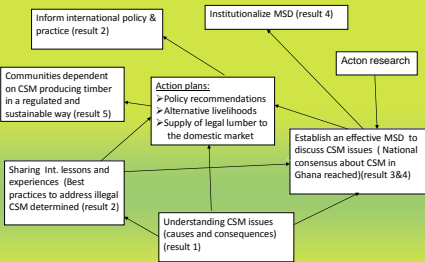 Inform international policy &
practice (result 2)
Institutionalize MSD (result 4)
Acton research
Communities dependent
on CSM producing timber
in a regulated and
sustainable way (result 5)
Action plans:
➢Policy recommendations
➢Alternative livelihoods
➢Supply of legal lumber to
the domestic market
Establish an effective MSD to
discuss CSM issues ( National
consensus about CSM in
Ghana reached)(result 3&4)
Sharing Int. lessons and
experiences (Best
practices to address illegal
CSM determined (result 2)
Understanding CSM issues
(causes and consequences)
(result 1)